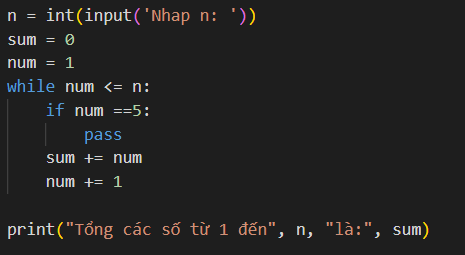 n = int(input('Nhap n: '))
sum = 0
num = 1
while num <= n:
    if num ==5:
        pass
    sum += num
    num += 1
print("Tổng các số từ 1 đến", n, "là:", sum)